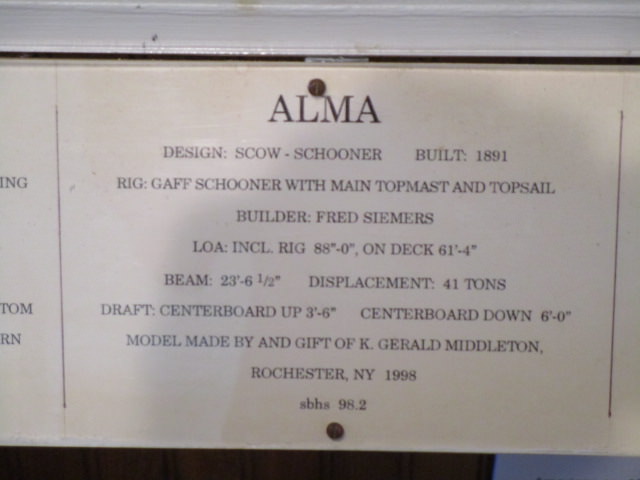 ALMA
DESIGN: SCOW - SCHOONER BUILT: 1891
ING
RIG: GAFF SCHOONER WITH MAIN TOPMAST AND TOPSAIL
BUILDER: FRED SIEMERS
LOA: INCL. RIG 88"-0", ON DECK 61'-4"
BEAM: 23'-6 1/2" DISPLACEMENT: 41 TONS
TOM
DRAFT: CENTERBOARD UP 3'-6" CENTERBOARD DOWN 6'-0"
RN
MODEL MADE BY AND GIFT OF K. GERALD MIDDLETON,
ROCHESTER, NY 1998
sbhs 98.2